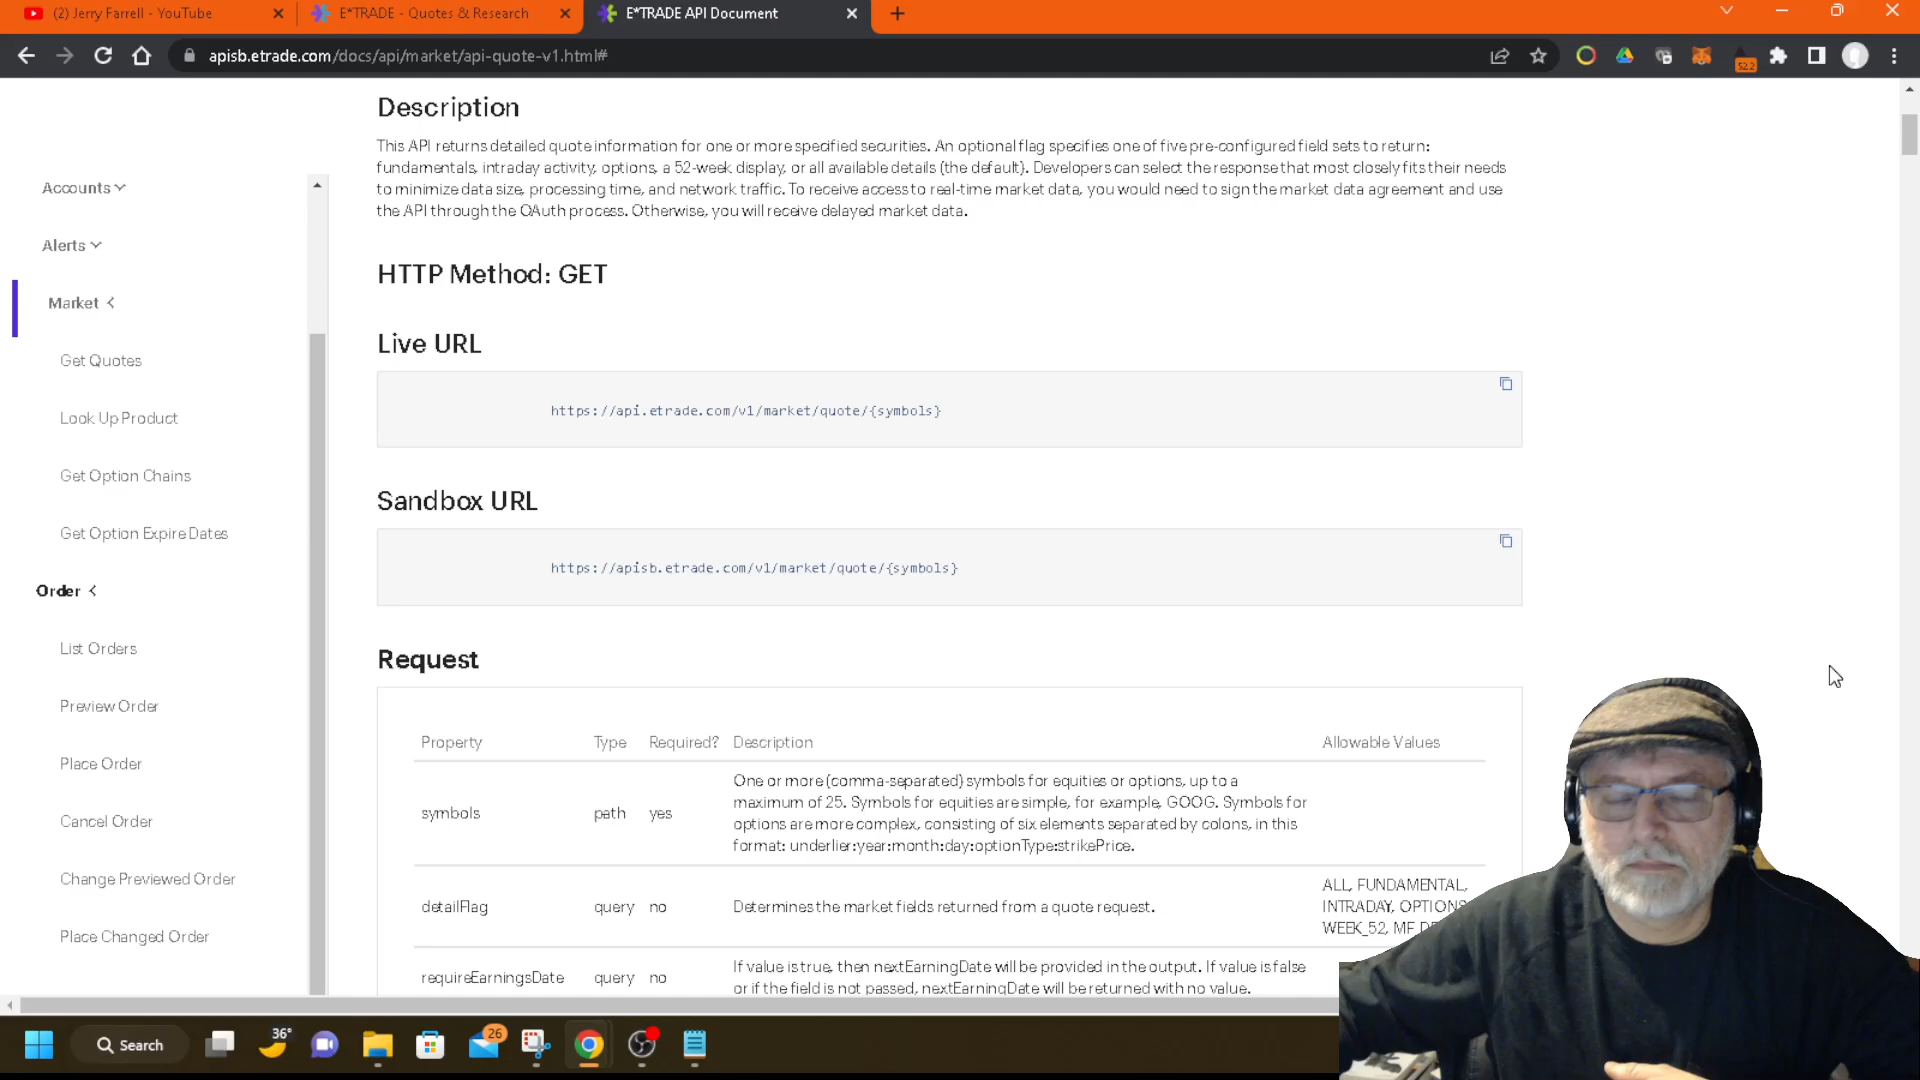 (2) Jerry Farrell - YouTube
E*TRADE - Quotes & Research
E*TRADE API Document
apisb.etrade.com/docs/api/market/api-quote-v1.html#
52.2
Description
This API returns detailed quote information for one or more specified securities. An optional flag specifies one of five pre-configured field sets to return:
fundamentals, intraday activity, options, a 52-week display, or all available details (the default). Developers can select the response that most closely fits their needs
to minimize data size, processing time, and network traffic. To receive access to real-time market data, you would need to sign the market data agreement and use
the API through the OAuth process. Otherwise, you will receive delayed market data.
Accounts
Alerts
Market
Get Quotes
Look Up Product
Get Option Chains
Get Option Expire Dates
Order
List Orders
Preview Order
Place Order
Cancel Order
Change Previewed Order
Place Changed Order
HTTP Method: GET
Live URL
https://api.etrade.com/v1/market/quote/{symbols}
Sandbox URL
https://apisb.etrade.com/v1/market/quote/{symbols}
Request
Property Type Required? Description Allowable Values
symbols path yes
One or more (comma-separated) symbols for equities or options, up to a
maximum of 25. Symbols for equities are simple, for example, GOOG. Symbols for
options are more complex, consisting of six elements separated by colons, in this
format: underlier:year:month:day:optionType:strikePrice.
detailFlag query no Determines the market fields returned from a quote request.
ALL, FUNDAMENTAL,
INTRADAY, OPTIONS
WEEK_52, MF
requireEarningsDate query no
If value is true, then nextEarningDate will be provided in the output. If value is false
or if the field is not passed, nextEarningDate will be returned with no value.
Search
36°
26